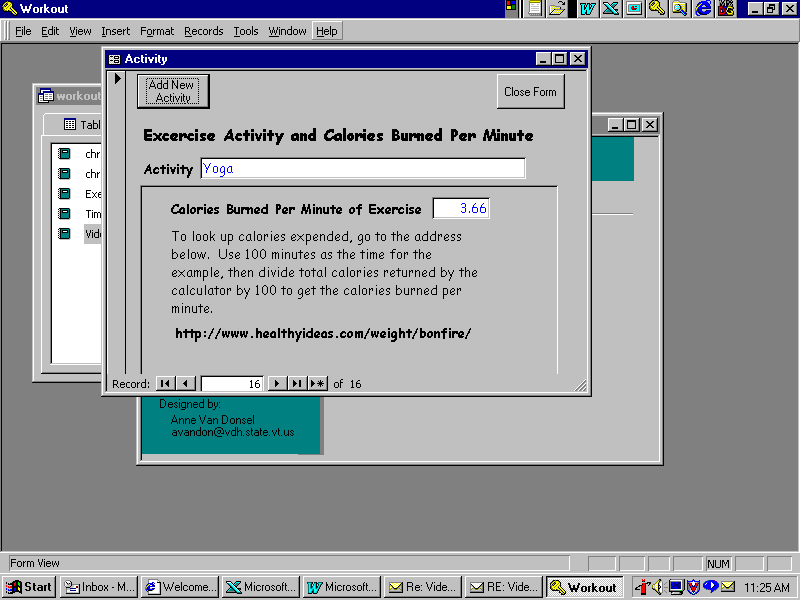 Workout
File Edit View Insert Format Records Tools Window Help
Activity
workout
Tabl
chr
chr
Exe
Tim
Vide
Add New
Activity
Close Form
Excercise Activity and Calories Burned Per Minute
Activity Yoga
Calories Burned Per Minute of Exercise 3.66
To look up calories expended, go to the address
below. Use 100 minutes as the time for the
example, then divide total calories returned by the
calculator by 100 to get the calories burned per
minute.
http://www.healthyideas.com/weight/bonfire/
Record: 16 of 16
Designed by:
Anne Van Donsel
avandon@vdh.state.vt.us
Form View NUM
Start Inbox - M... Welcome... Microsoft... Microsoft... Re: Vide... RE: Vide... Workout 11:25 AM